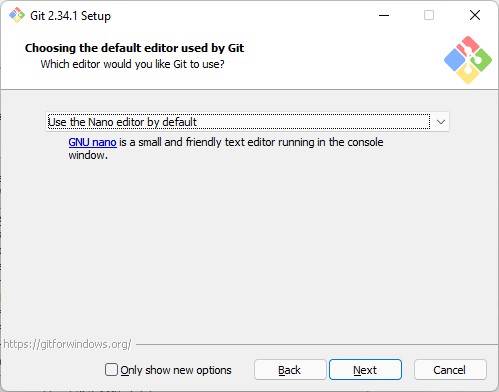 Git 2.34.1 Setup
Choosing the default editor used by Git
Which editor would you like Git to use?
Use the Nano editor by default
GNU nano is a small and friendly text editor running in the console
window.
https://gitforwindows.org/
Only show new options
Back
Next
Cancel